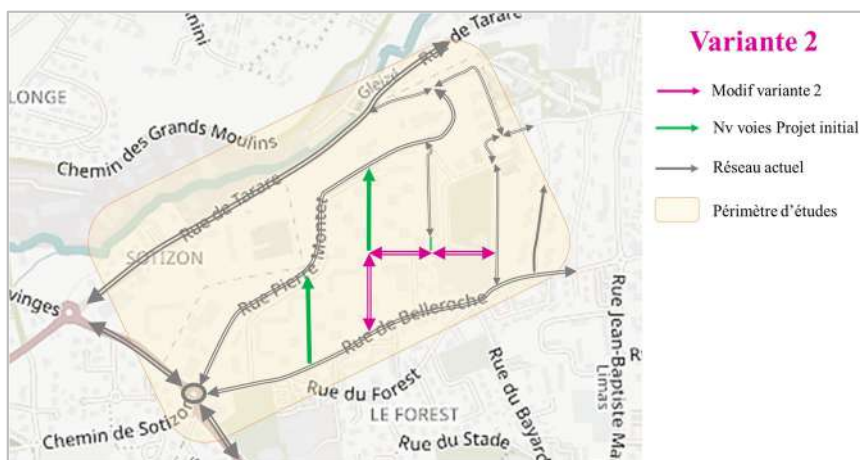 Variante 2
Modif variante 2
Nv voies Projet initial
Réseau actuel
Périmètre d'études
nini
LONGE
Gleizé
Rue de Tarare
Chemin des Grands Moulins
Rue de Tarare
SOTIZON
Rue Pierre Montet
vinges
Rue de Belleroche
Rue du Forest
LE FOREST
Chemin de Sotizon
Rue du Stade
Rue du Bayard
Rue Jean-Baptiste Ma
Limas
R